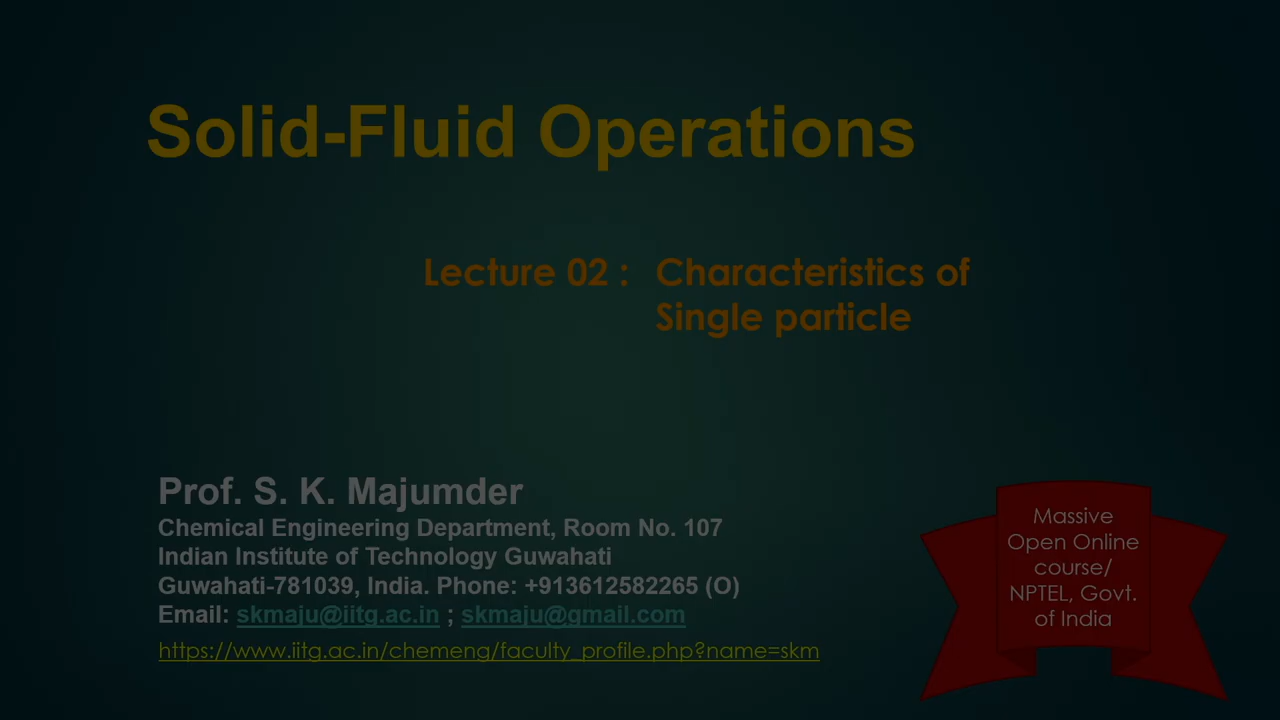 Solid-Fluid Operations
Lecture 02 : Characteristics of
Single particle
Prof. S. K. Majumder
Chemical Engineering Department, Room No. 107
Indian Institute of Technology Guwahati
Guwahati-781039, India. Phone: +913612582265 (O)
Email: skmaju@iitg.ac.in ; skmaju@gmail.com
https://www.iitg.ac.in/chemeng/faculty_profile.php?name=skm
Massive
Open Online
course/
NPTEL, Govt.
of India